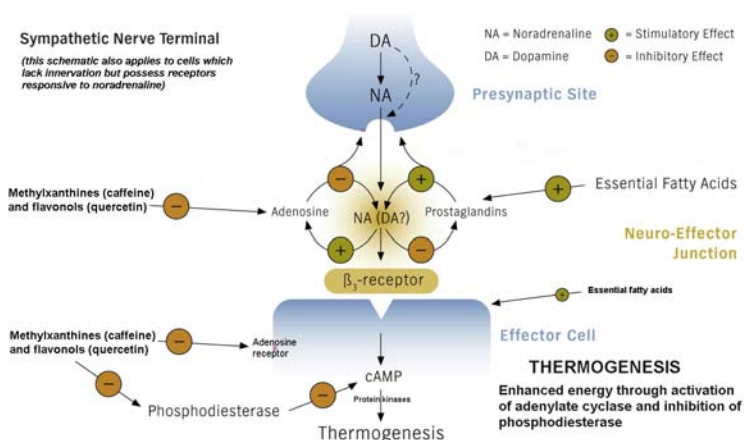 Sympathetic Nerve Terminal
(this schematic also applies to cells which
lack innervation but possess receptors
responsive to noradrenaline)
NA = Noradrenaline
+ = Stimulatory Effect
DA = Dopamine
− = Inhibitory Effect
DA
?
NA
Presynaptic Site
−
+
Methylxanthines (caffeine)
and flavonols (quercetin)
−
Adenosine
NA (DA?)
Prostaglandins
+
Essential Fatty Acids
+
−
Neuro-Effector
Junction
β₃-receptor
+
Essential fatty acids
Effector Cell
Methylxanthines (caffeine)
and flavonols (quercetin)
−
Adenosine
receptor
−
Phosphodiesterase
−
cAMP
Protein kinases
Thermogenesis
THERMOGENESIS
Enhanced energy through activation
of adenylate cyclase and inhibition of
phosphodiesterase